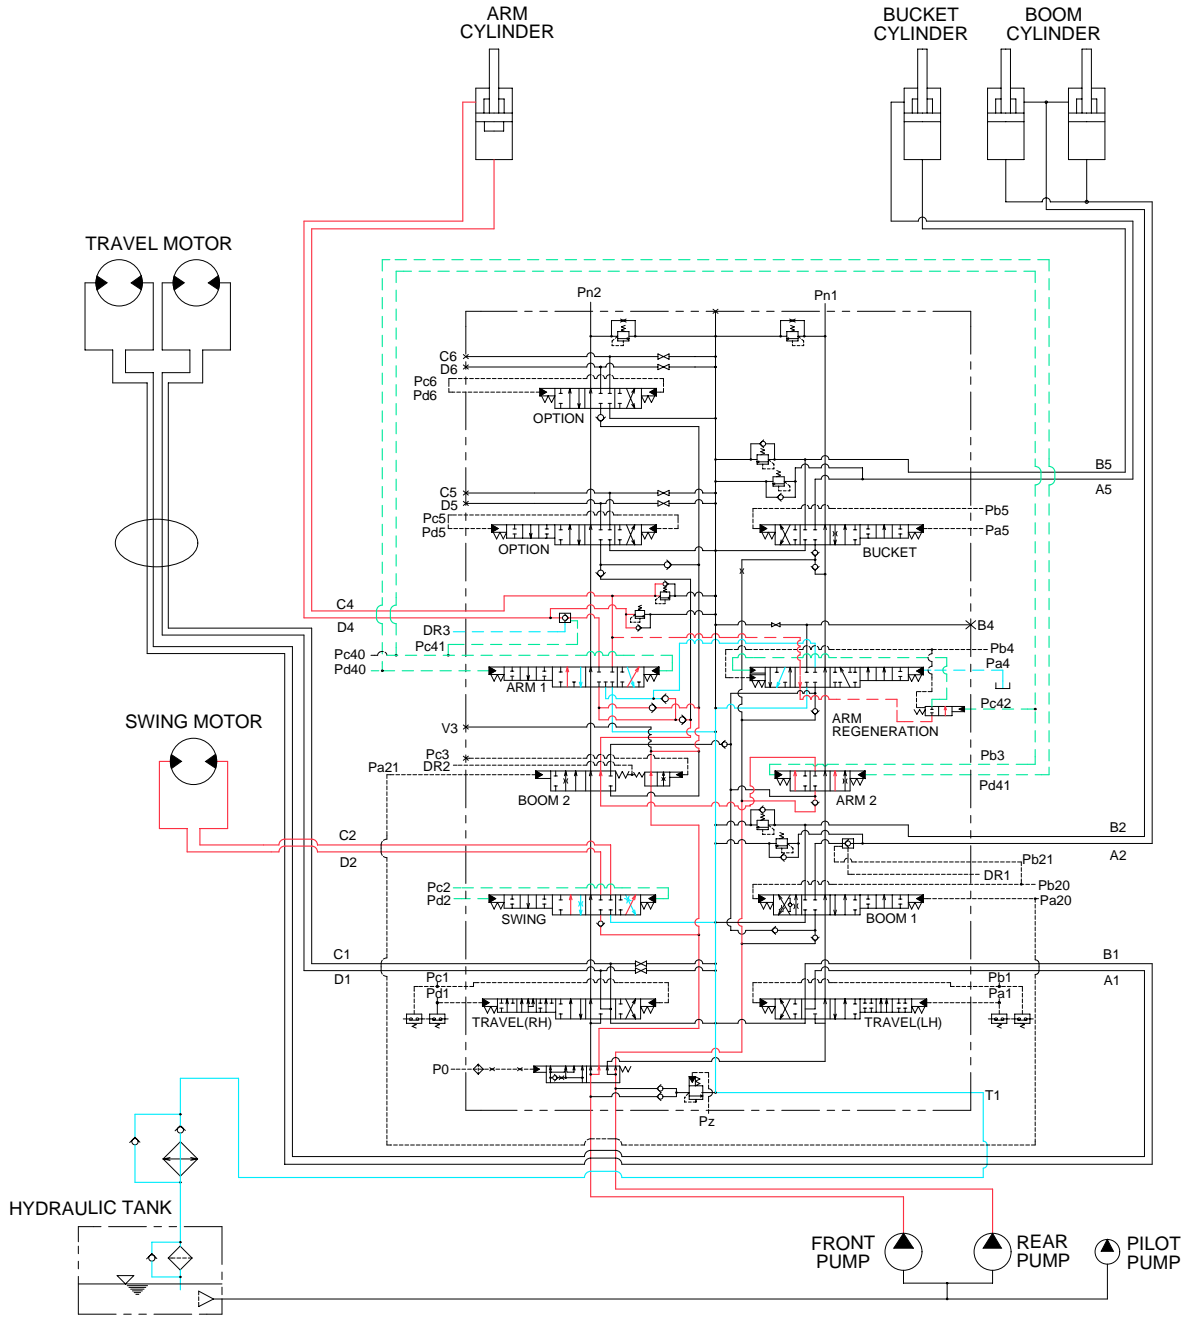 ARM
CYLINDER
BUCKET
CYLINDER
BOOM
CYLINDER
TRAVEL MOTOR
Pn2
Pn1
C6
D6
Pc6
Pd6
OPTION
B5
A5
C5
D5
Pc5
Pd5
OPTION
Pb5
Pa5
BUCKET
C4
D4
DR3
Pc41
Pc40
Pd40
ARM 1
B4
Pb4
Pa4
Pc42
ARM
REGENERATION
SWING MOTOR
V3
Pc3
DR2
Pa21
BOOM 2
Pb3
Pd41
ARM 2
C2
D2
B2
A2
Pb21
DR1
Pc2
Pd2
SWING
Pb20
Pa20
BOOM 1
C1
D1
B1
A1
Pc1
Pd1
TRAVEL(RH)
Pb1
Pa1
TRAVEL(LH)
P0
Pz
T1
HYDRAULIC TANK
FRONT
PUMP
REAR
PUMP
PILOT
PUMP